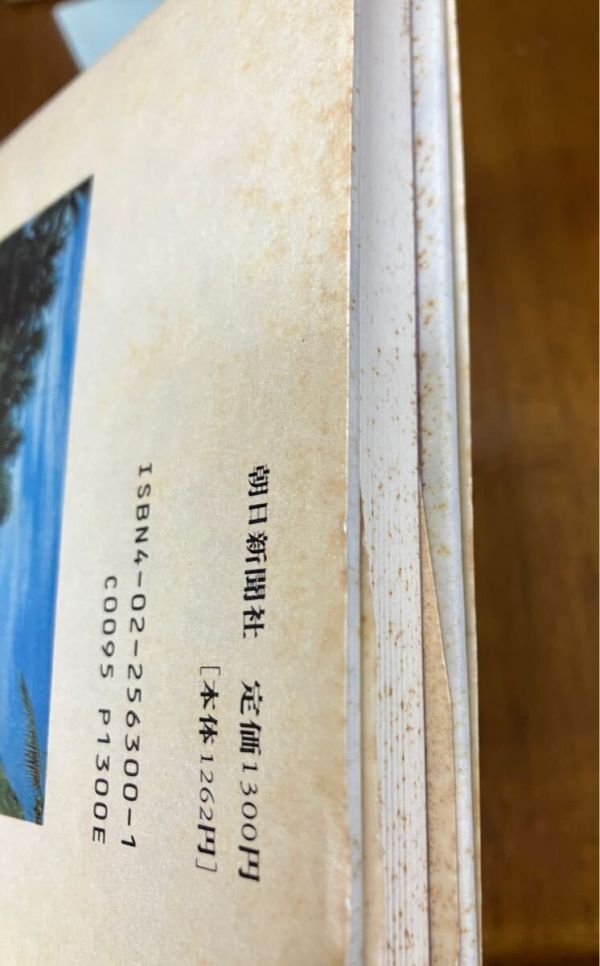 朝日新聞社 定価1300円
[本体1262円]
ISBN4-02-256300-1
C0095 P1300E